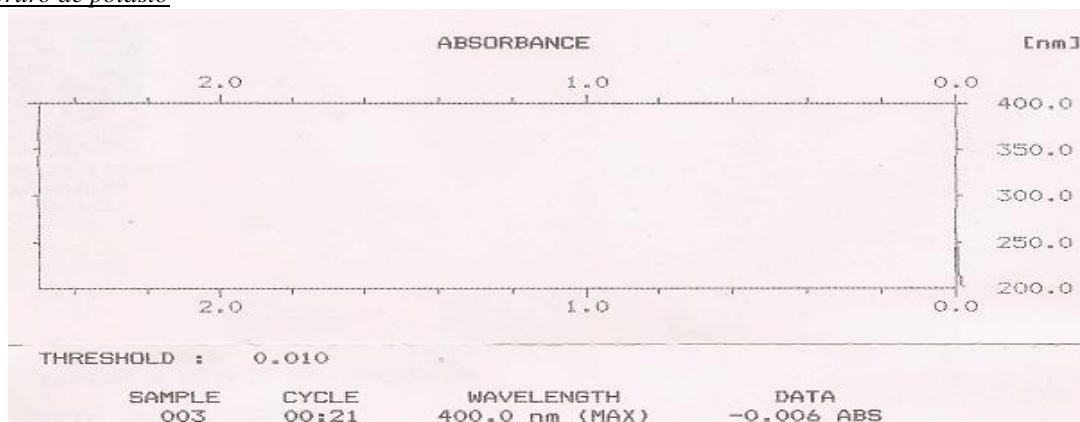 de potasio
ABSORBANCE [nm]
2.0 1.0 0.0
400.0
350.0
300.0
250.0
200.0
2.0 1.0 0.0
THRESHOLD : 0.010
SAMPLE CYCLE WAVELENGTH DATA
003 00:21 400.0 nm (MAX) -0.006 ABS